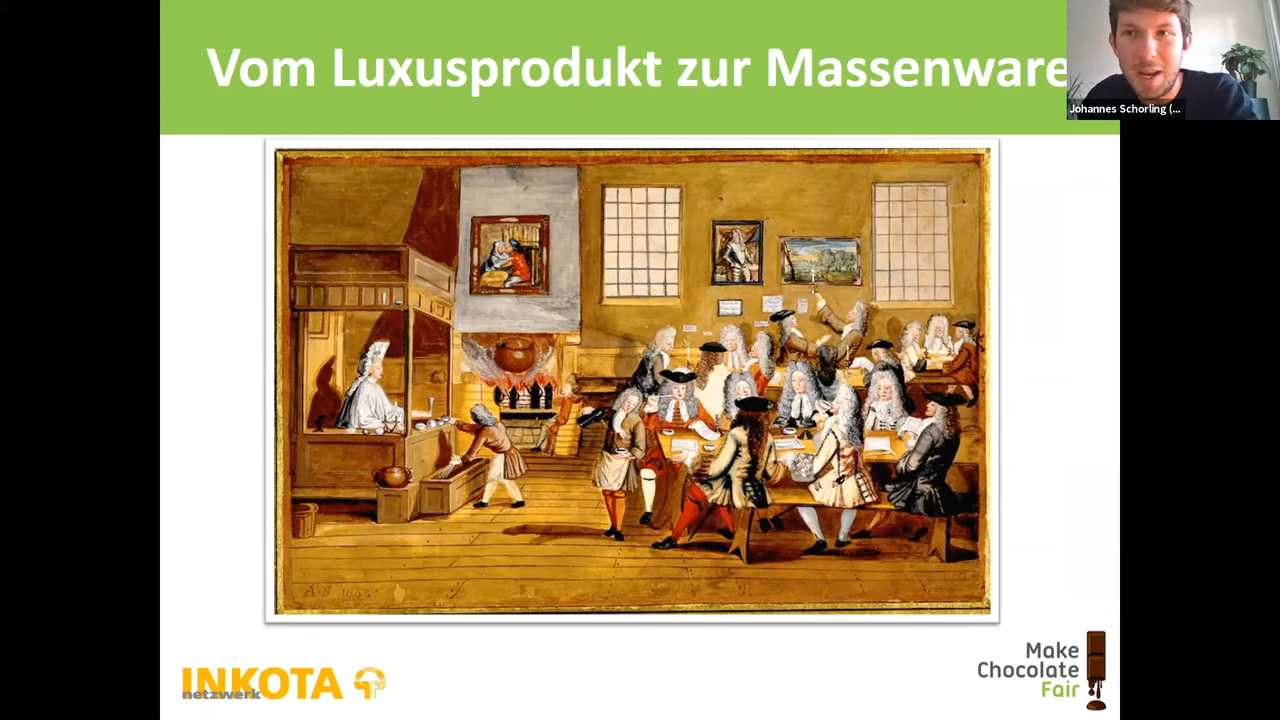 Vom Luxusprodukt zur Massenware
Johannes Schorling (...
A·S
INKOTA
netzwerk
Make
Chocolate
Fair